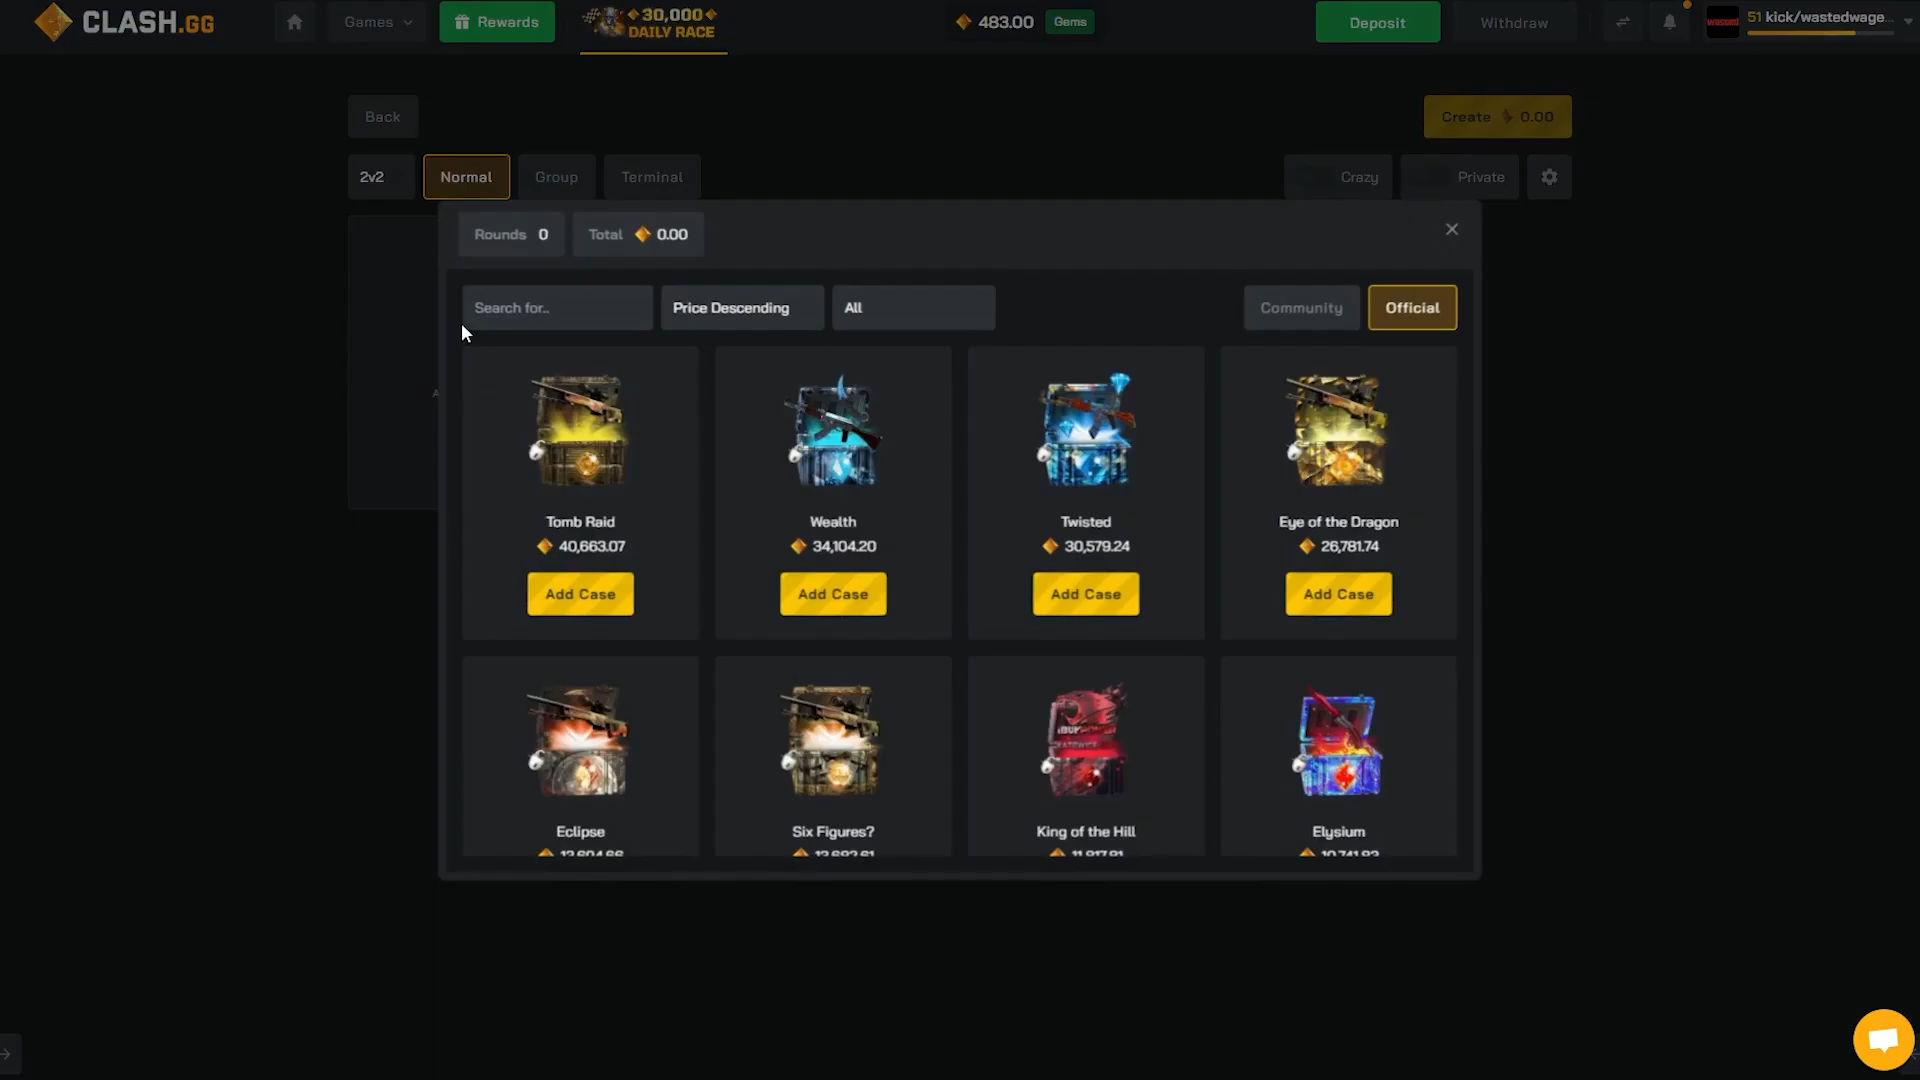 CLASH.GG
Games
Rewards
30,000
DAILY RACE
483.00
Gems
Deposit
Withdraw
51 kick/wastedwage...
Back
Create 0.00
2v2
Normal
Group
Terminal
Crazy
Private
Rounds 0
Total 0.00
Search for..
Price Descending
All
Community
Official
Tomb Raid
40,663.07
Add Case
Wealth
34,104.20
Add Case
Twisted
30,579.24
Add Case
Eye of the Dragon
26,781.74
Add Case
Eclipse
Six Figures?
King of the Hill
Elysium